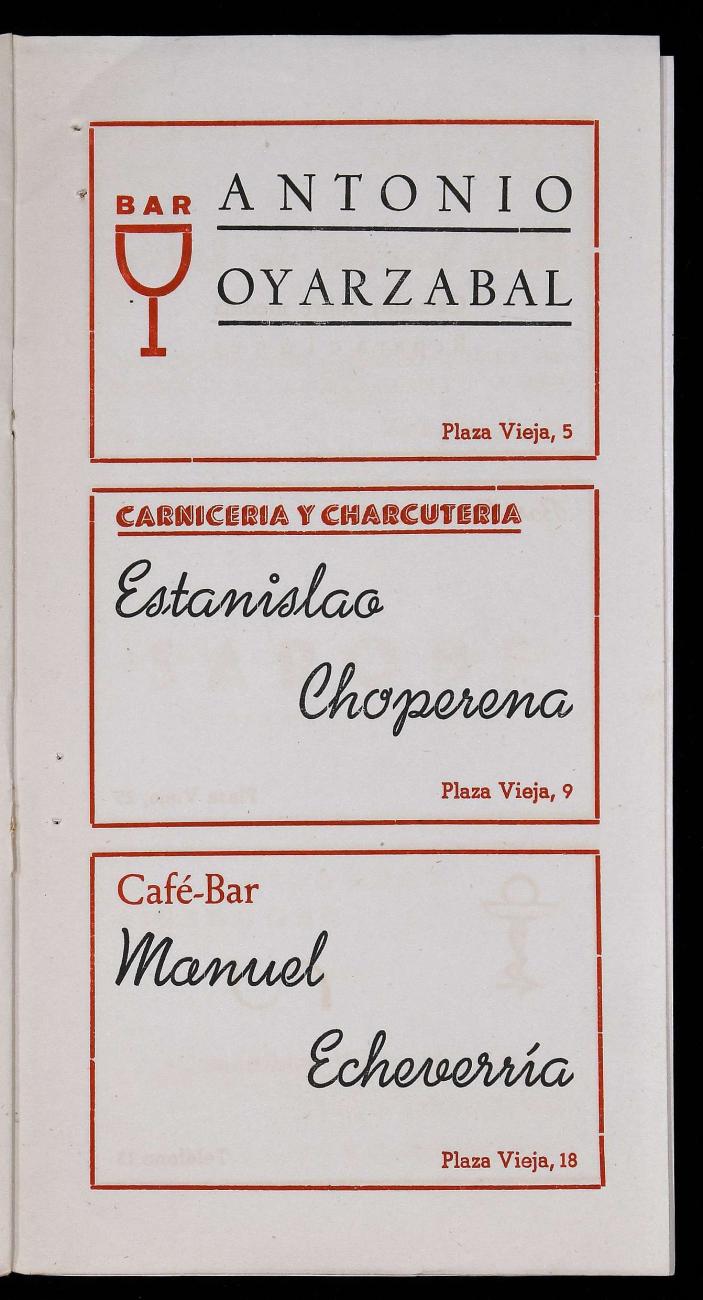 BAR
ANTONIO
OYARZABAL
Plaza Vieja, 5
CARNICERIA Y CHARCUTERIA
Estanislao
Choperena
Plaza Vieja, 9
Café-Bar
Manuel
Echeverría
Plaza Vieja, 18